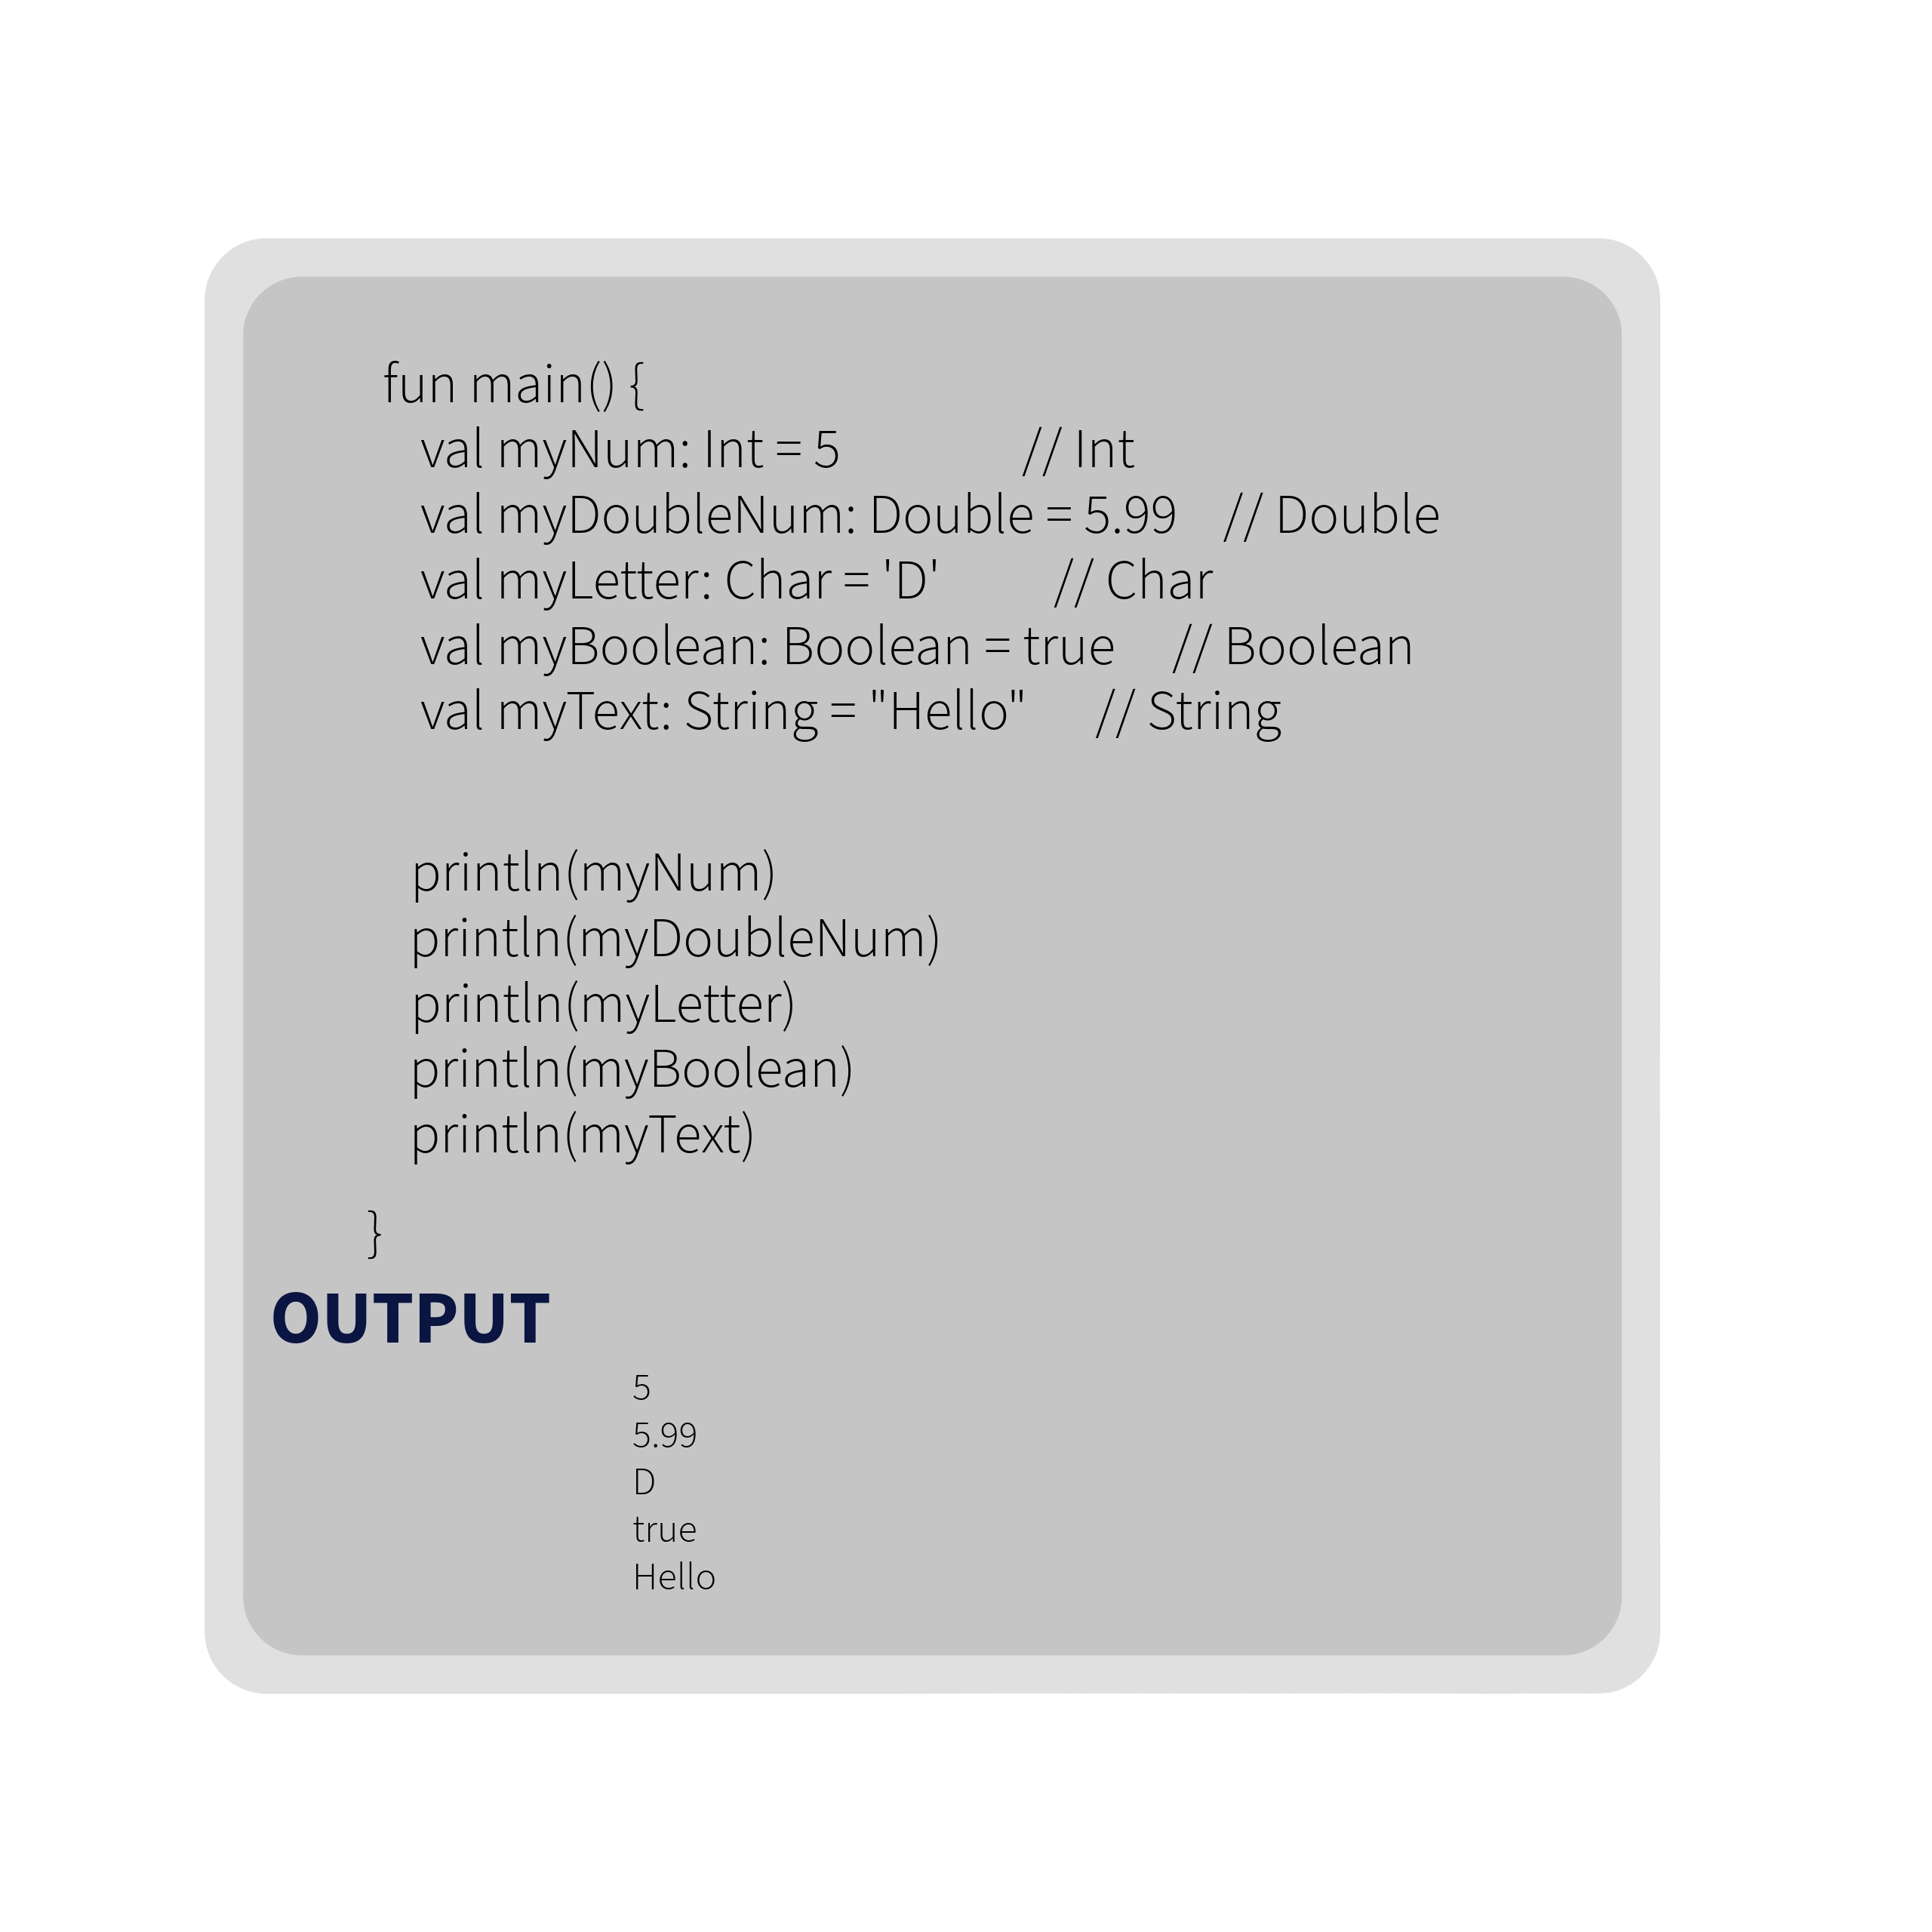 fun main() {
val myNum: Int = 5 // Int
val myDoubleNum: Double = 5.99 // Double
val myLetter: Char = 'D' // Char
val myBoolean: Boolean = true // Boolean
val myText: String = "Hello" // String
println(myNum)
println(myDoubleNum)
println(myLetter)
println(myBoolean)
println(myText)
}
OUTPUT
5
5.99
D
true
Hello